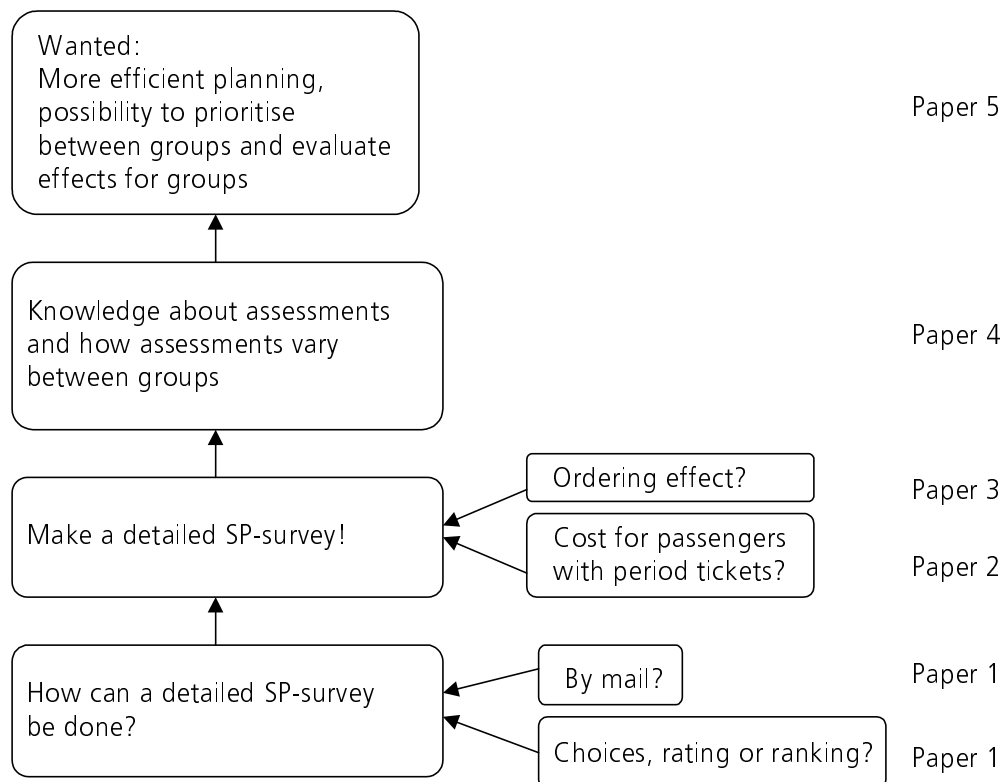 Wanted:
More efficient planning,
possibility to prioritise
between groups and evaluate
effects for groups
Paper 5
Knowledge about assessments
and how assessments vary
between groups
Paper 4
Make a detailed SP-survey!
Ordering effect?
Paper 3
Cost for passengers
with period tickets?
Paper 2
How can a detailed SP-survey
be done?
By mail?
Paper 1
Choices, rating or ranking?
Paper 1